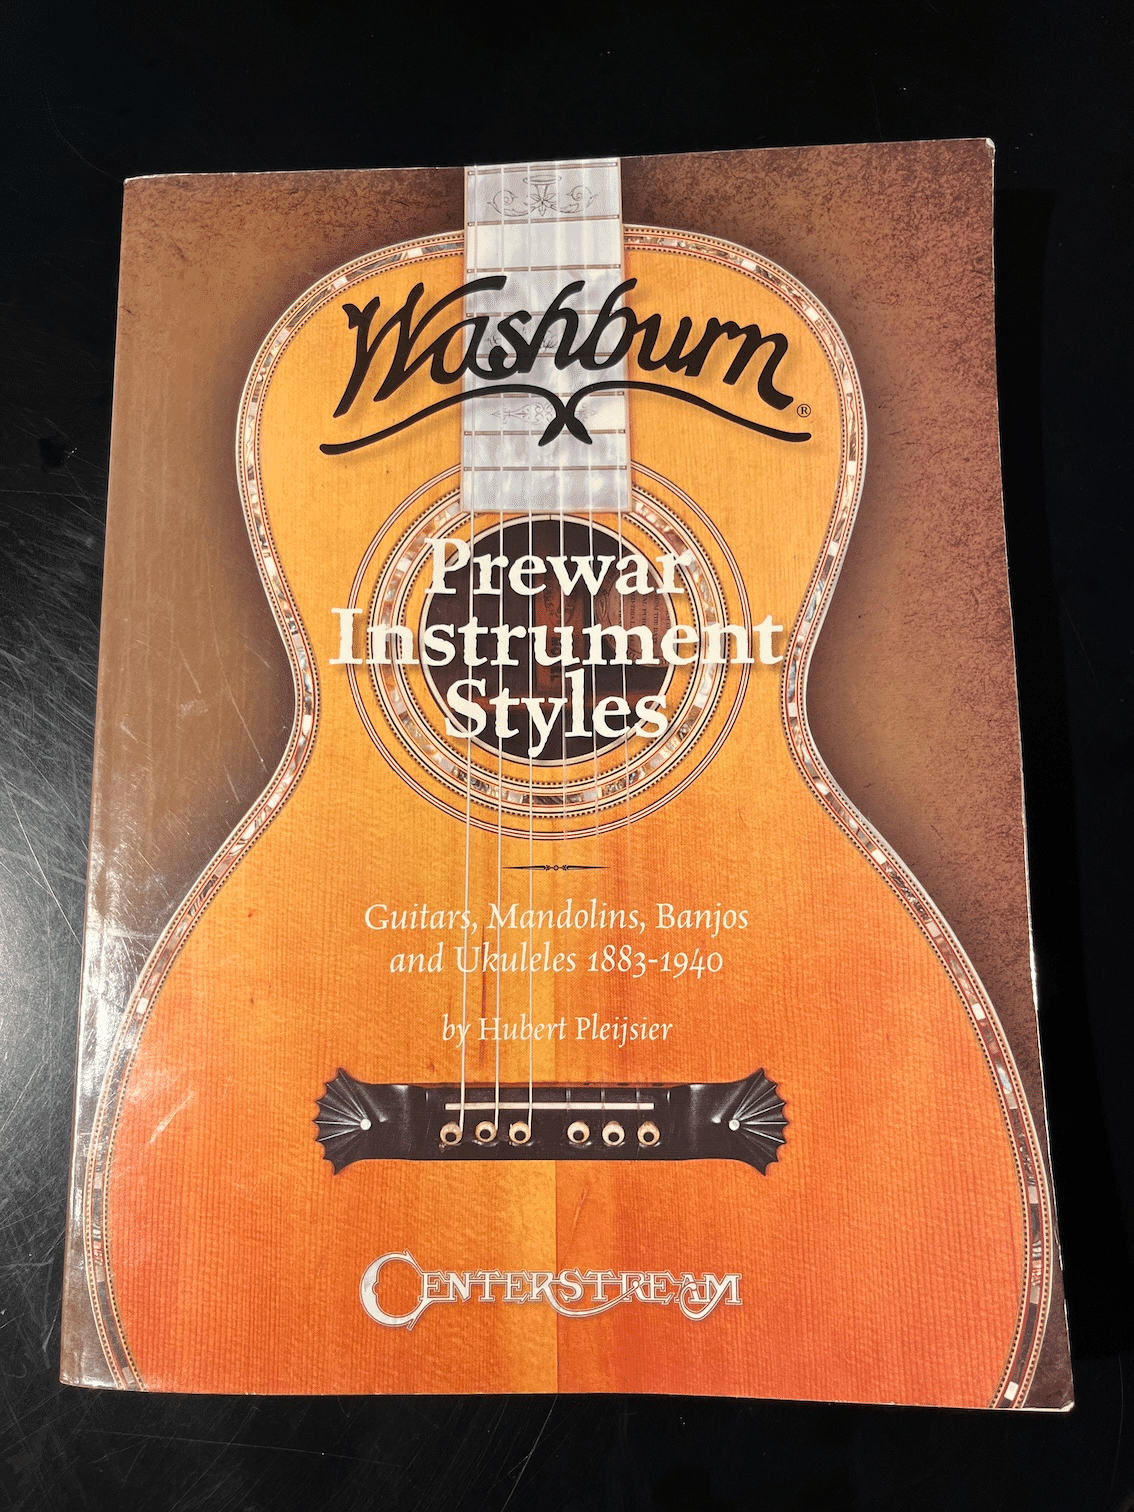 Washburn®
Prewar
Instrument
Styles
Guitars, Mandolins, Banjos
and Ukuleles 1883-1940
by Hubert Pleijsier
CENTERSTREAM